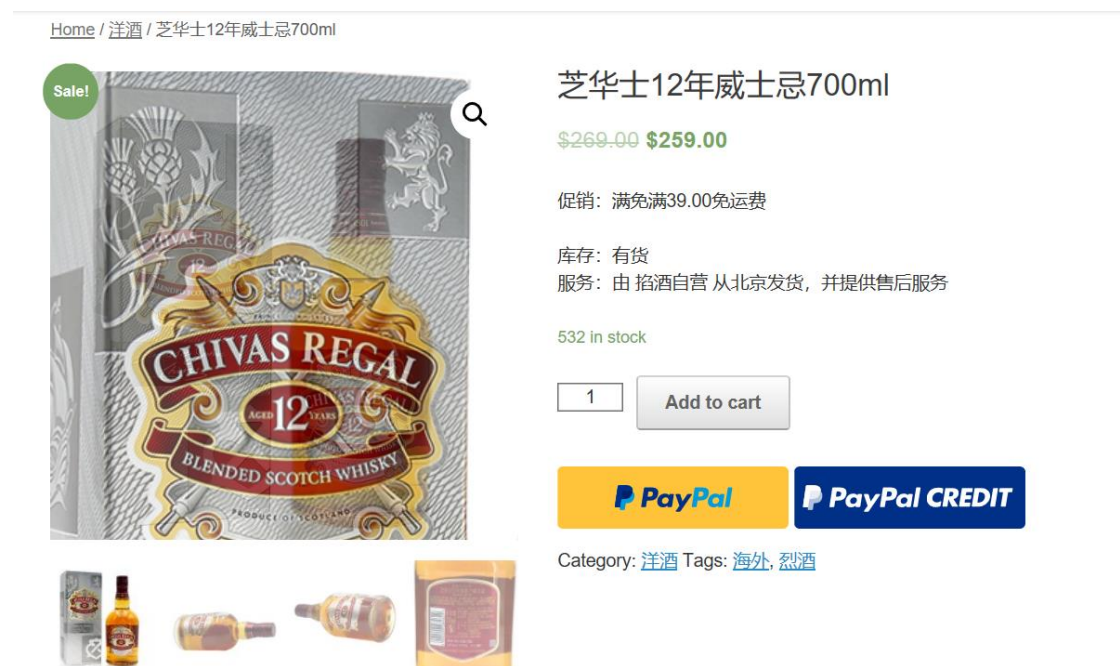 Home / 洋酒 / 芝华士12年威士忌700ml
Sale!
CHIVAS REGAL
AGED 12 YEARS
BLENDED SCOTCH WHISKY
PRODUCE OF SCOTLAND
芝华士12年威士忌700ml
$269.00 $259.00
促销：满免满39.00免运费
库存：有货
服务：由 掐酒自营 从北京发货，并提供售后服务
532 in stock
1
Add to cart
PayPal
PayPal CREDIT
Category: 洋酒 Tags: 海外, 烈酒